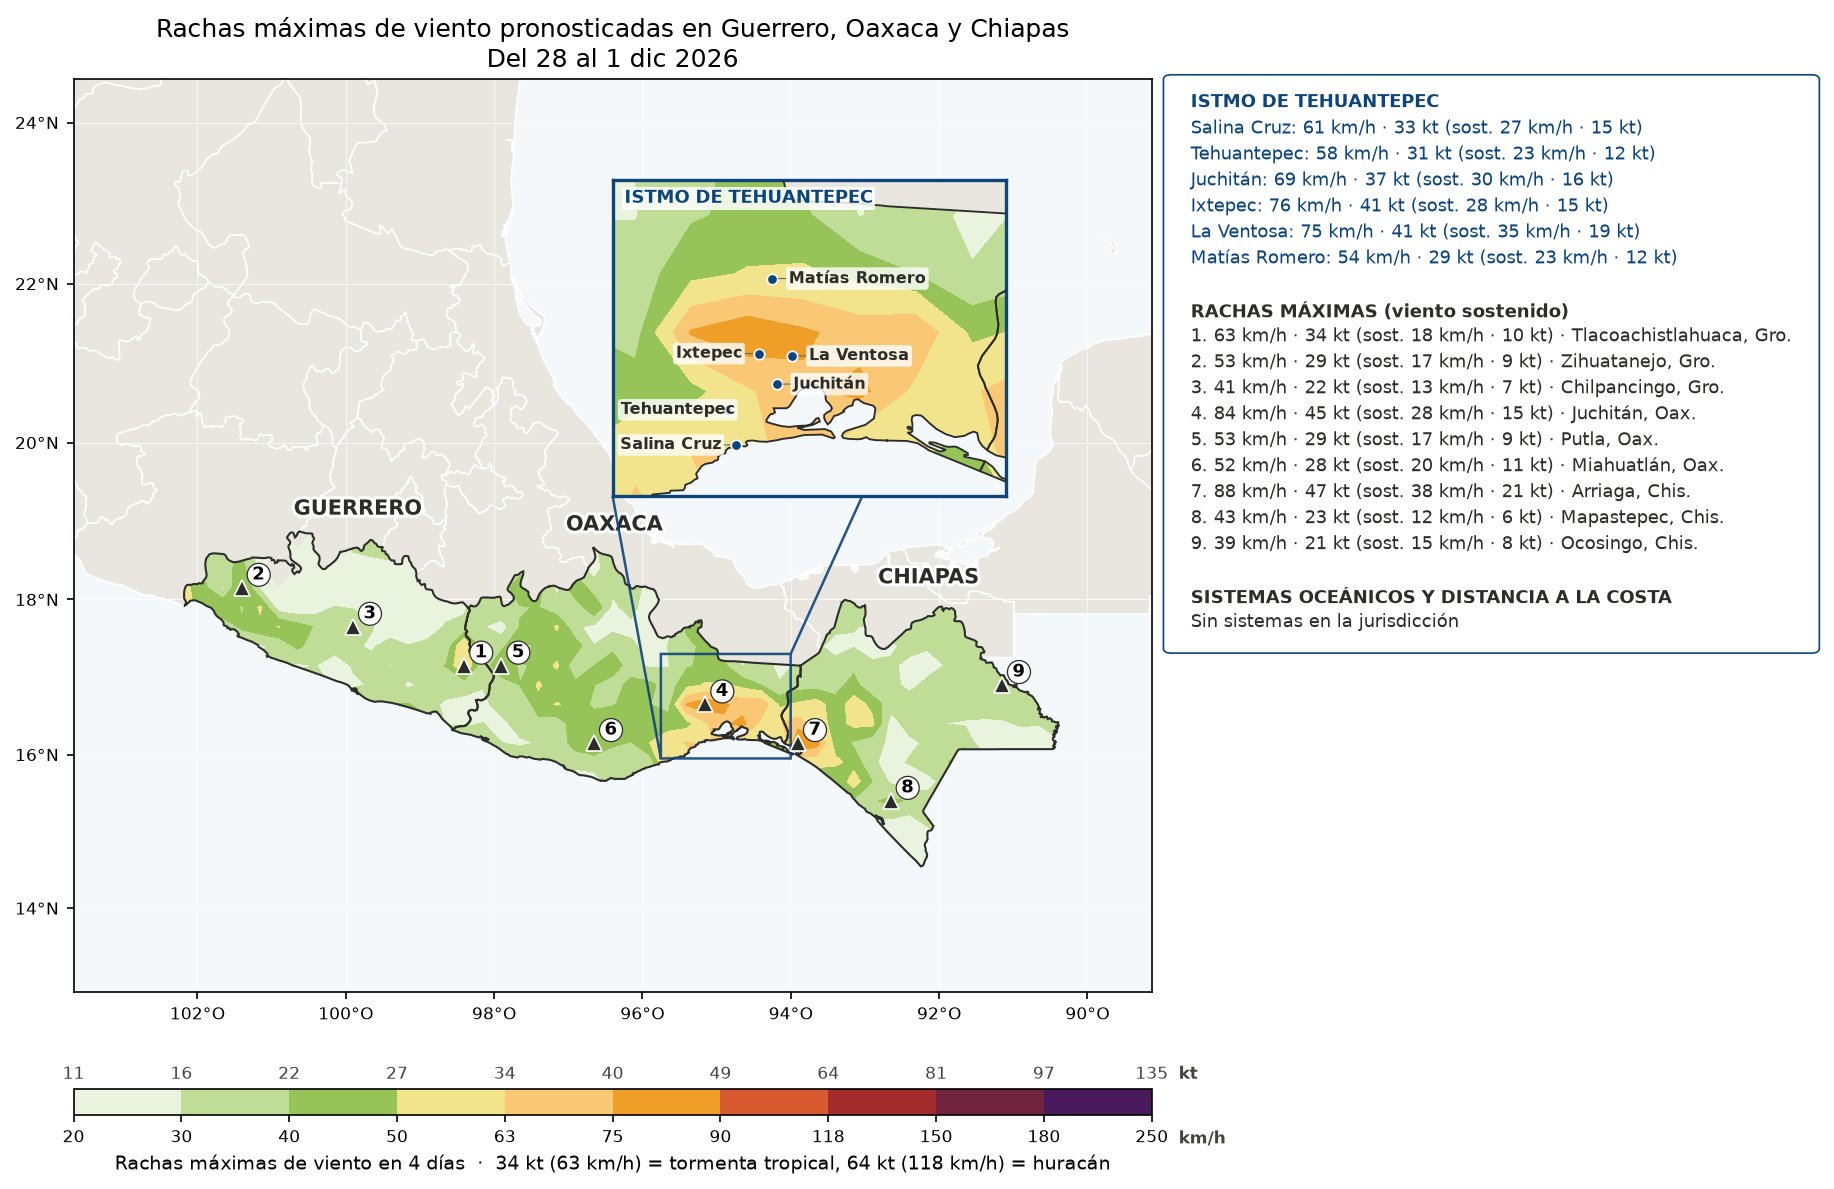 Rachas máximas de viento pronosticadas en Guerrero, Oaxaca y Chiapas
Del 28 al 1 dic 2026
24°N
22°N
20°N
18°N
16°N
14°N
102°O
100°O
98°O
96°O
94°O
92°O
90°O
ISTMO DE TEHUANTEPEC
Matías Romero
Ixtepec
La Ventosa
Juchitán
Tehuantepec
Salina Cruz
GUERRERO
OAXACA
CHIAPAS
2
3
1
5
4
6
7
8
9
ISTMO DE TEHUANTEPEC
Salina Cruz: 61 km/h · 33 kt (sost. 27 km/h · 15 kt)
Tehuantepec: 58 km/h · 31 kt (sost. 23 km/h · 12 kt)
Juchitán: 69 km/h · 37 kt (sost. 30 km/h · 16 kt)
Ixtepec: 76 km/h · 41 kt (sost. 28 km/h · 15 kt)
La Ventosa: 75 km/h · 41 kt (sost. 35 km/h · 19 kt)
Matías Romero: 54 km/h · 29 kt (sost. 23 km/h · 12 kt)
RACHAS MÁXIMAS (viento sostenido)
1. 63 km/h · 34 kt (sost. 18 km/h · 10 kt) · Tlacoachistlahuaca, Gro.
2. 53 km/h · 29 kt (sost. 17 km/h · 9 kt) · Zihuatanejo, Gro.
3. 41 km/h · 22 kt (sost. 13 km/h · 7 kt) · Chilpancingo, Gro.
4. 84 km/h · 45 kt (sost. 28 km/h · 15 kt) · Juchitán, Oax.
5. 53 km/h · 29 kt (sost. 17 km/h · 9 kt) · Putla, Oax.
6. 52 km/h · 28 kt (sost. 20 km/h · 11 kt) · Miahuatlán, Oax.
7. 88 km/h · 47 kt (sost. 38 km/h · 21 kt) · Arriaga, Chis.
8. 43 km/h · 23 kt (sost. 12 km/h · 6 kt) · Mapastepec, Chis.
9. 39 km/h · 21 kt (sost. 15 km/h · 8 kt) · Ocosingo, Chis.
SISTEMAS OCEÁNICOS Y DISTANCIA A LA COSTA
Sin sistemas en la jurisdicción
11 16 22 27 34 40 49 64 81 97 135 kt
20 30 40 50 63 75 90 118 150 180 250 km/h
Rachas máximas de viento en 4 días · 34 kt (63 km/h) = tormenta tropical, 64 kt (118 km/h) = huracán